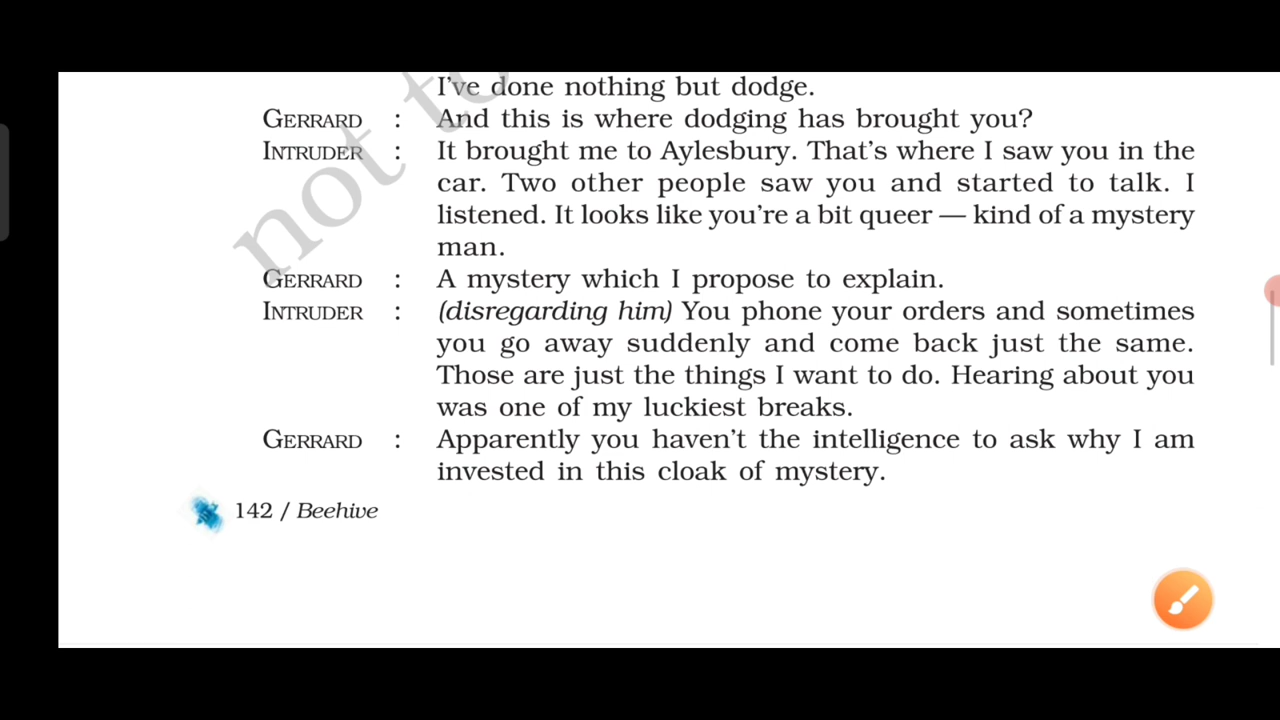 I've done nothing but dodge.
GERRARD : And this is where dodging has brought you?
INTRUDER : It brought me to Aylesbury. That's where I saw you in the
car. Two other people saw you and started to talk. I
listened. It looks like you're a bit queer — kind of a mystery
man.
GERRARD : A mystery which I propose to explain.
INTRUDER : (disregarding him) You phone your orders and sometimes
you go away suddenly and come back just the same.
Those are just the things I want to do. Hearing about you
was one of my luckiest breaks.
GERRARD : Apparently you haven't the intelligence to ask why I am
invested in this cloak of mystery.
142 / Beehive
not to